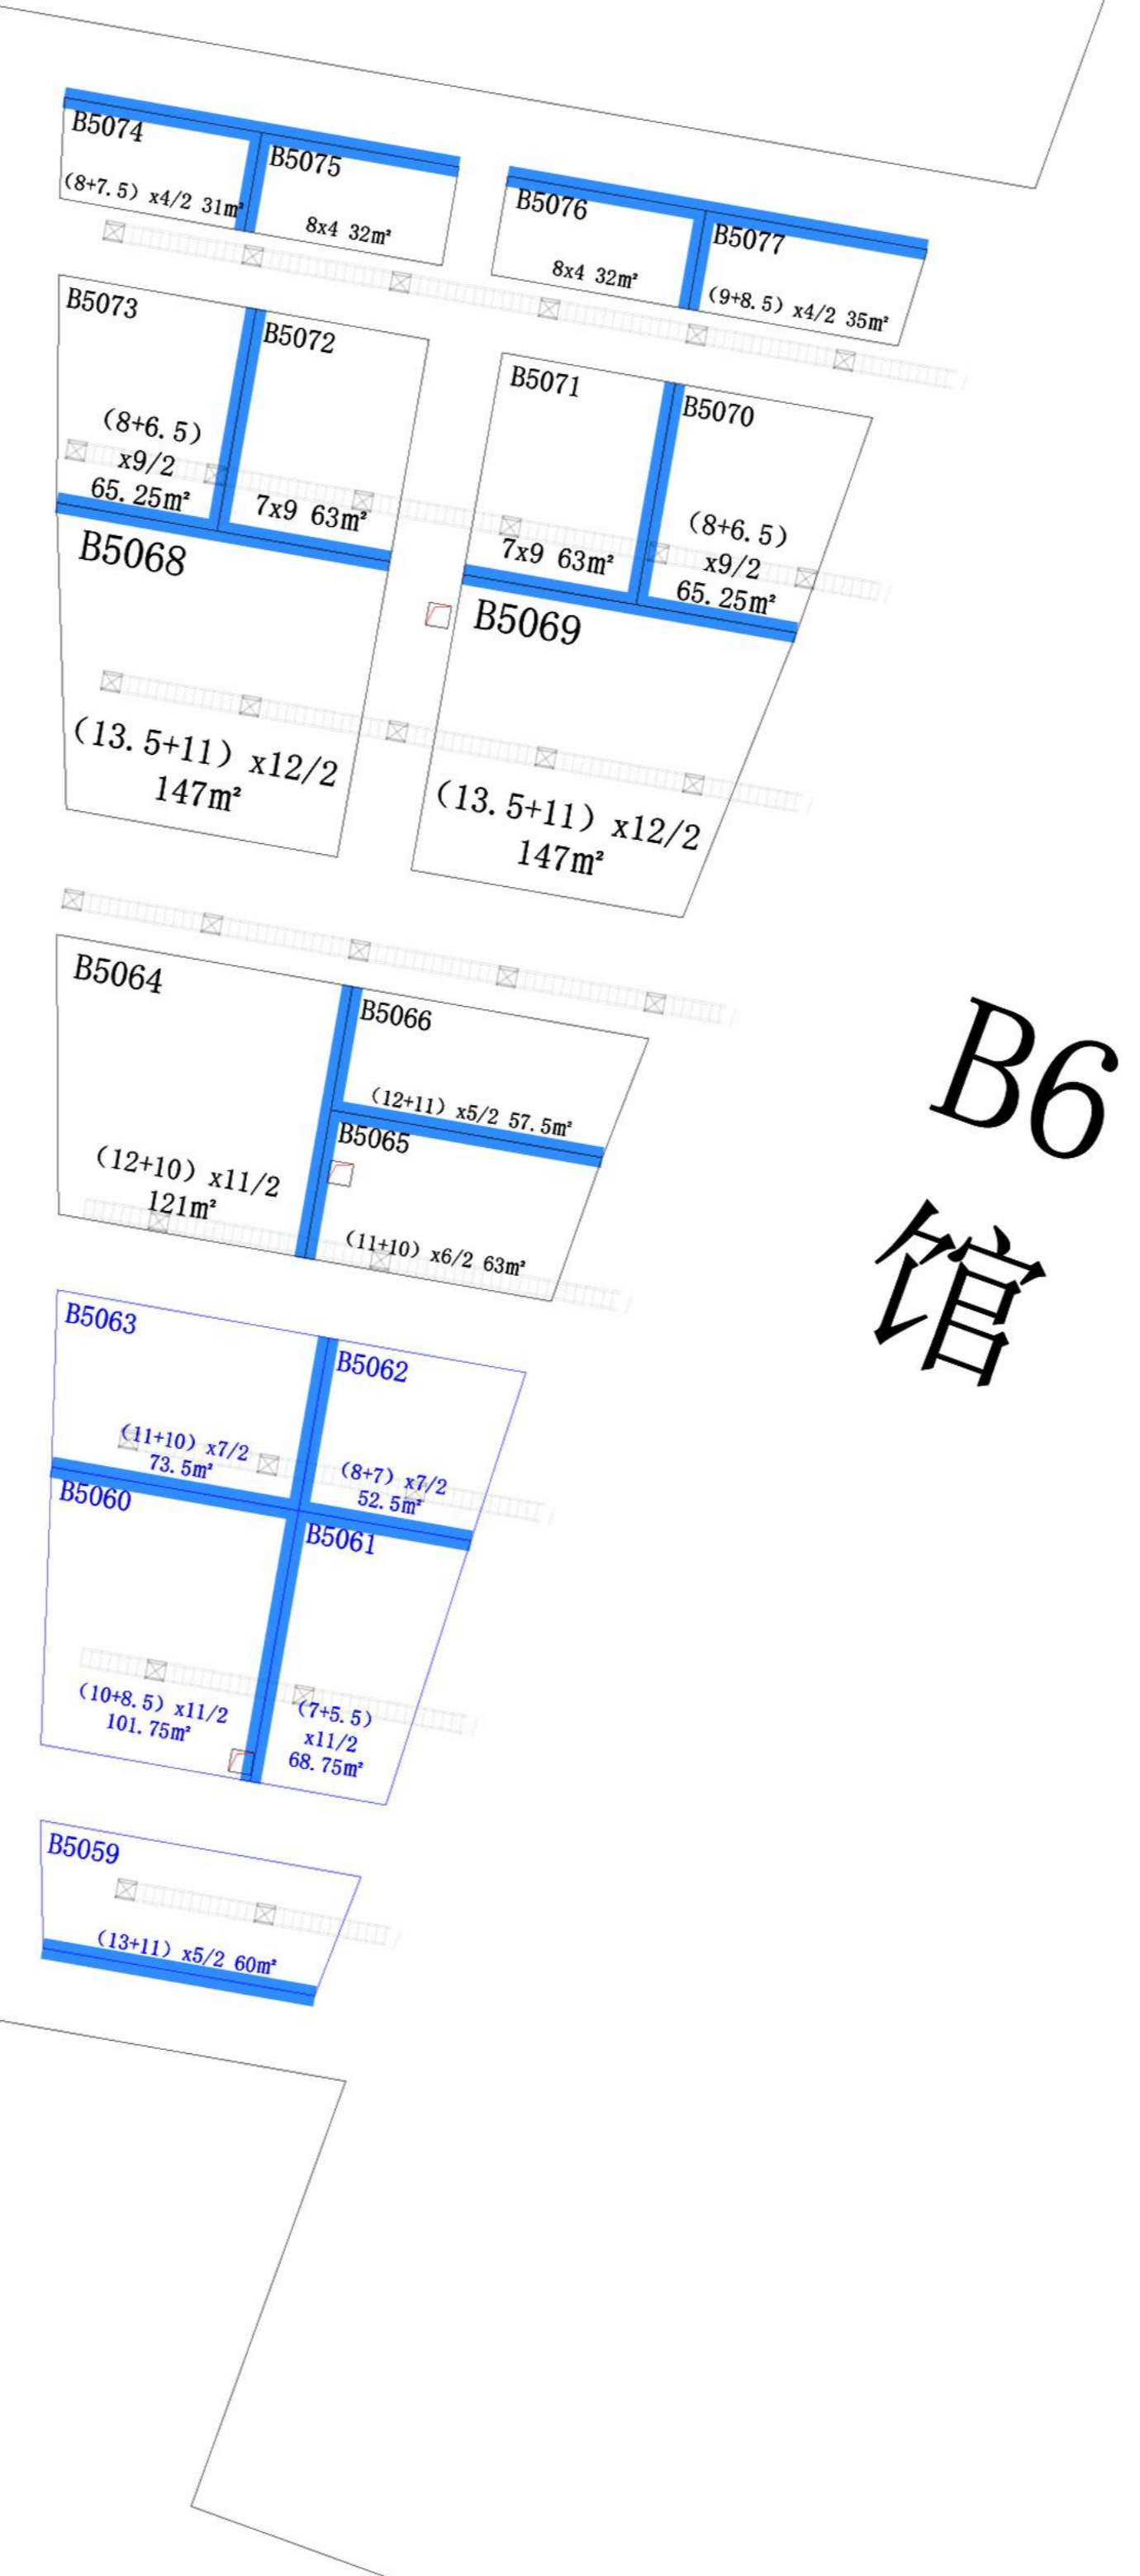 B5074
(8+7.5) x4/2 31m²
B5075
8x4 32m²
B5076
8x4 32m²
B5077
(9+8.5) x4/2 35m²
B5073
(8+6.5)
x9/2
65.25m²
B5072
7x9 63m²
B5071
7x9 63m²
B5070
(8+6.5)
x9/2
65.25m²
B5068
(13.5+11) x12/2
147m²
B5069
(13.5+11) x12/2
147m²
B5064
(12+10) x11/2
121m²
B5066
(12+11) x5/2 57.5m²
B5065
(11+10) x6/2 63m²
B6
馆
B5063
(11+10) x7/2
73.5m²
B5062
(8+7) x7/2
52.5m²
B5060
(10+8.5) x11/2
101.75m²
B5061
(7+5.5)
x11/2
68.75m²
B5059
(13+11) x5/2 60m²